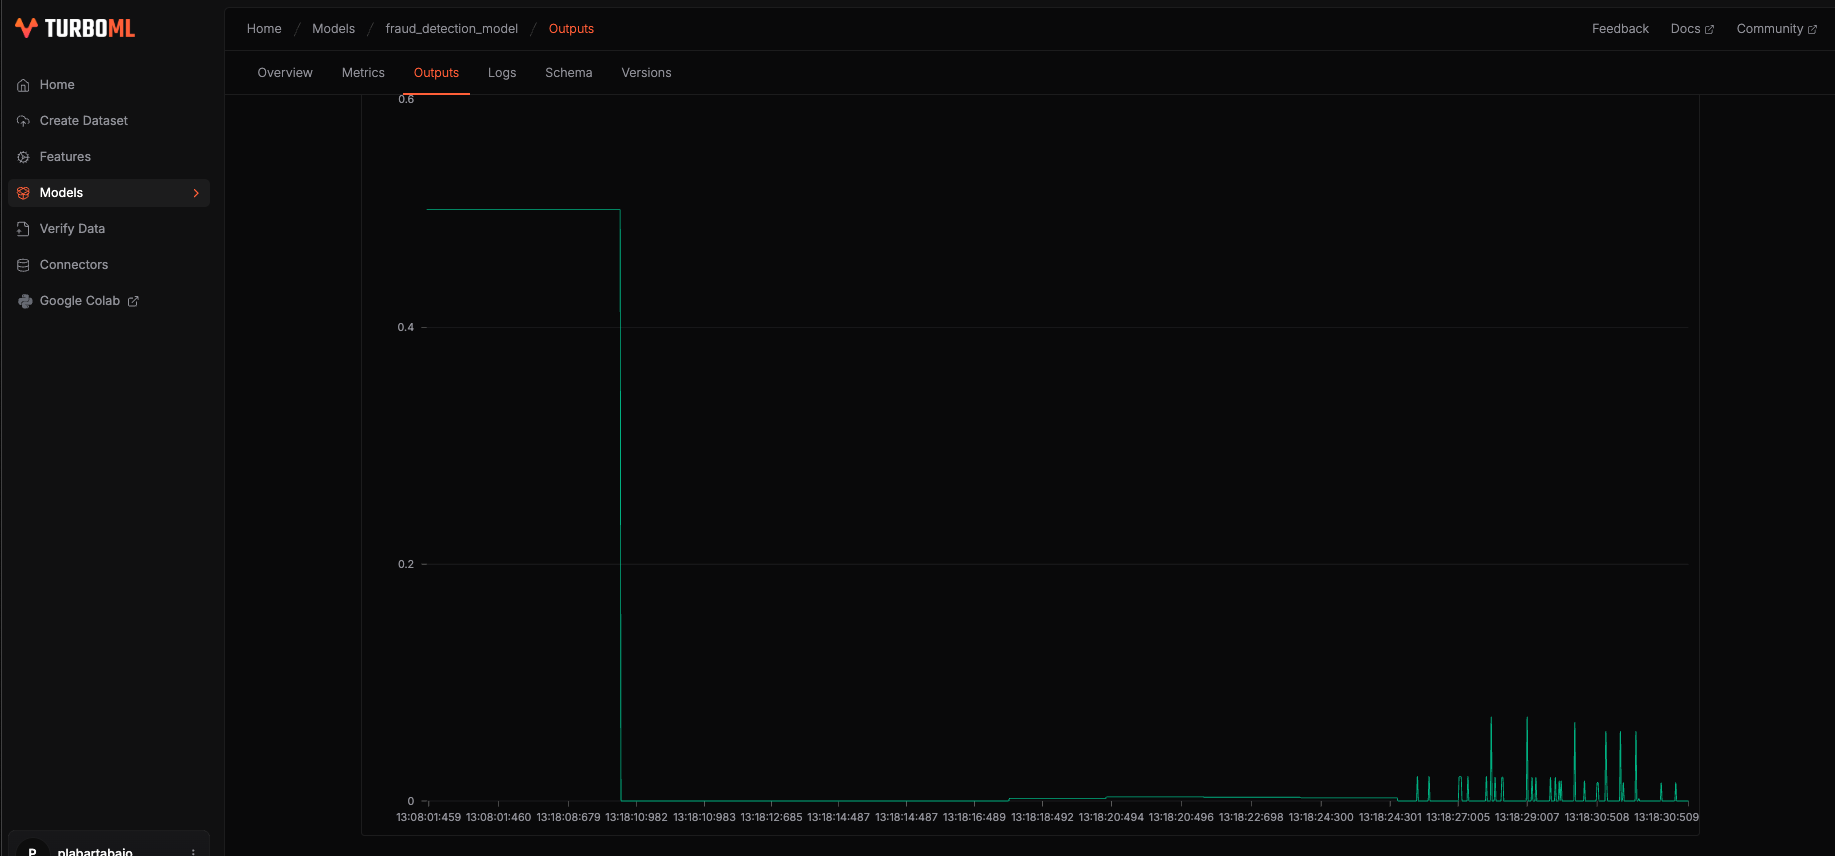 TURBOML
Home / Models / fraud_detection_model / Outputs
Feedback Docs Community
Overview Metrics Outputs Logs Schema Versions
Home
Create Dataset
Features
Models
Verify Data
Connectors
Google Colab
0.6
0.4
0.2
0
13:08:01:459 13:08:01:460 13:18:08:679 13:18:10:982 13:18:10:983 13:18:12:685 13:18:14:487 13:18:14:487 13:18:16:489 13:18:18:492 13:18:20:494 13:18:20:496 13:18:22:698 13:18:24:300 13:18:24:301 13:18:27:005 13:18:29:007 13:18:30:508 13:18:30:509
P plabartabajo